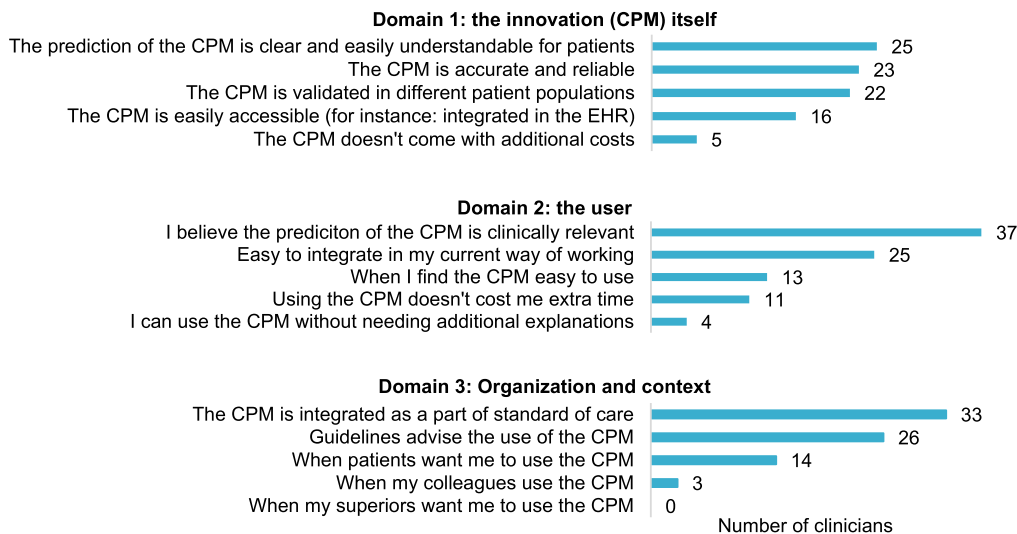 Domain 1: the innovation (CPM) itself
The prediction of the CPM is clear and easily understandable for patients 25
The CPM is accurate and reliable 23
The CPM is validated in different patient populations 22
The CPM is easily accessible (for instance: integrated in the EHR) 16
The CPM doesn't come with additional costs 5
Domain 2: the user
I believe the prediciton of the CPM is clinically relevant 37
Easy to integrate in my current way of working 25
When I find the CPM easy to use 13
Using the CPM doesn't cost me extra time 11
I can use the CPM without needing additional explanations 4
Domain 3: Organization and context
The CPM is integrated as a part of standard of care 33
Guidelines advise the use of the CPM 26
When patients want me to use the CPM 14
When my colleagues use the CPM 3
When my superiors want me to use the CPM 0
Number of clinicians